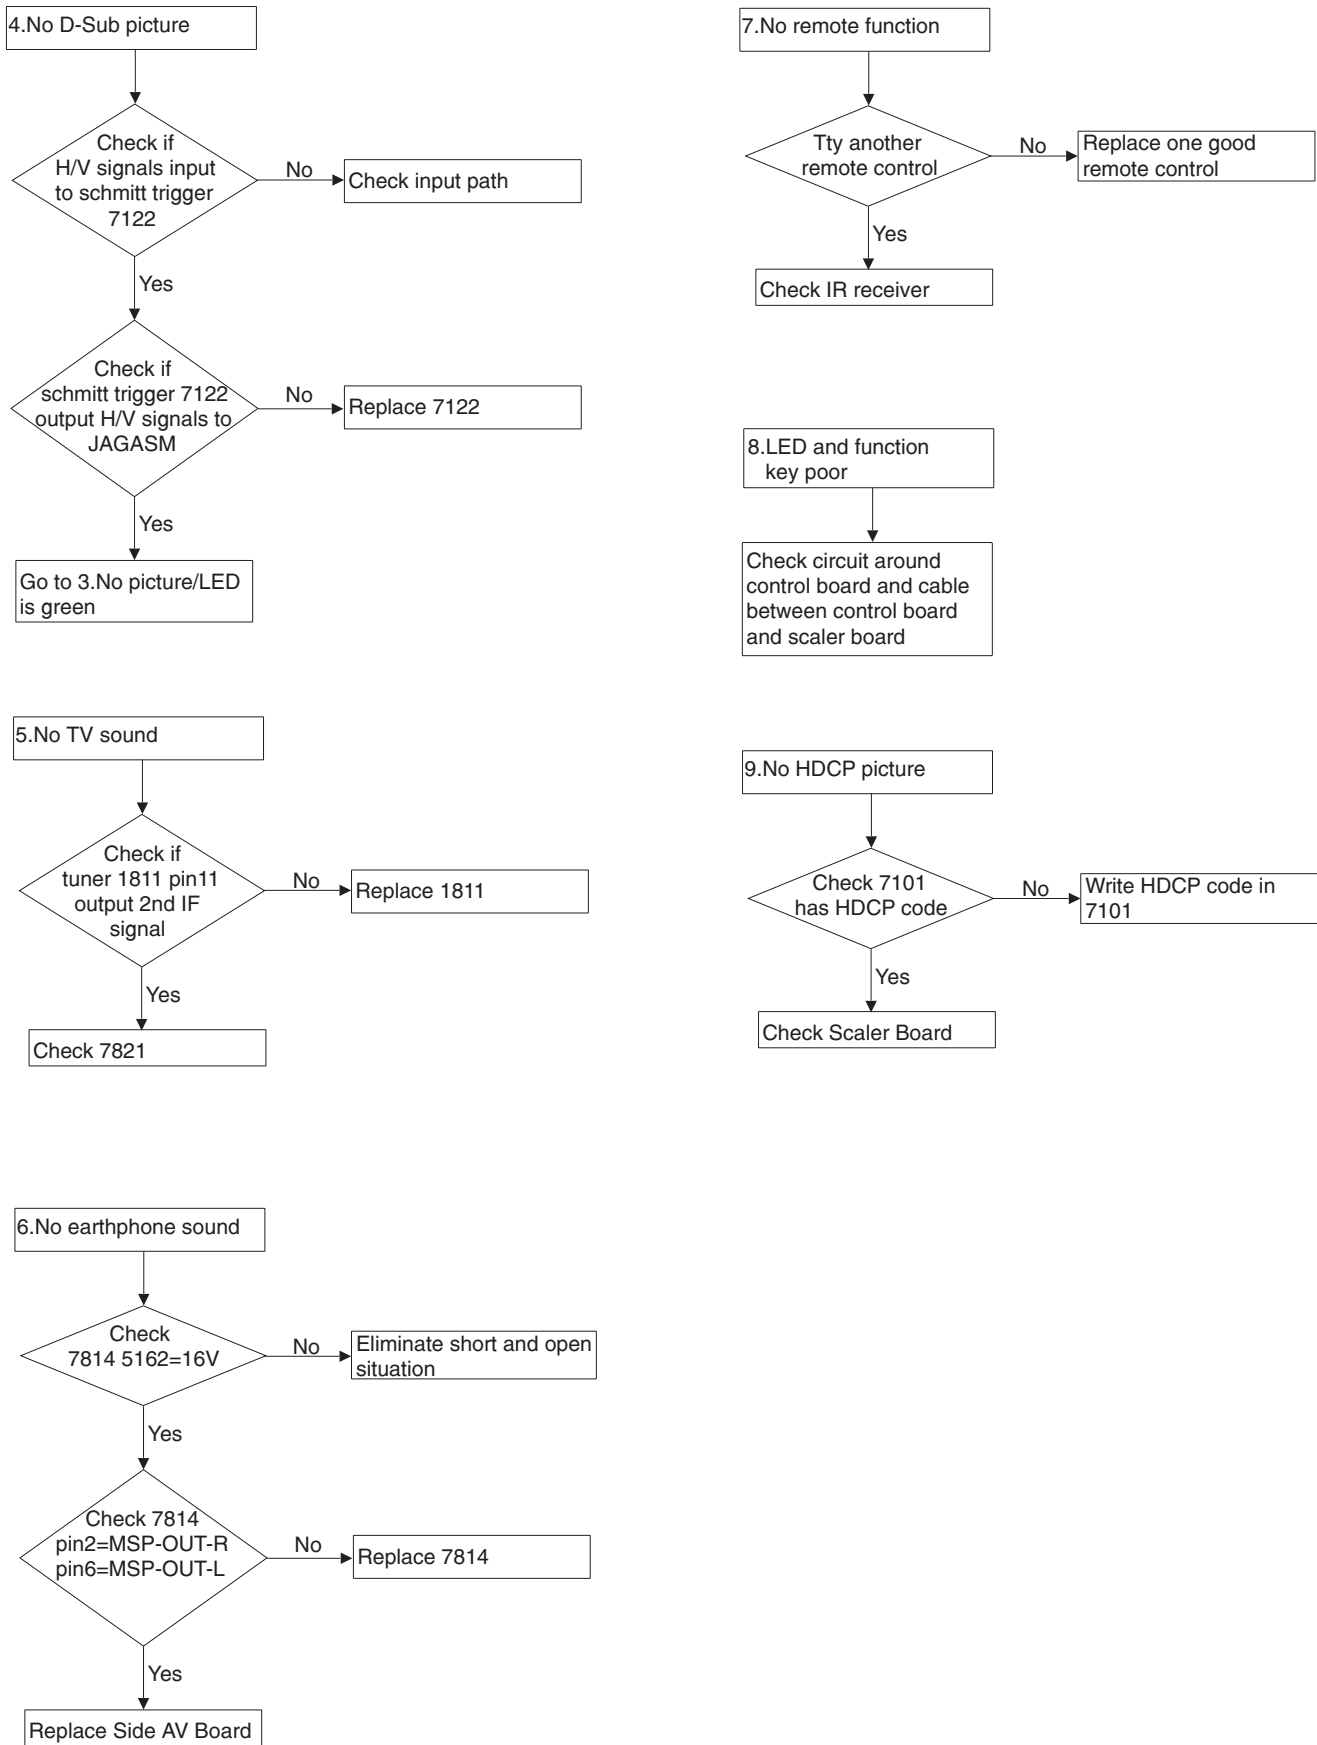 4.No D-Sub picture
Check if
H/V signals input
to schmitt trigger
7122
No
Check input path
Yes
Check if
schmitt trigger 7122
output H/V signals to
JAGASM
No
Replace 7122
Yes
Go to 3.No picture/LED
is green
5.No TV sound
Check if
tuner 1811 pin11
output 2nd IF
signal
No
Replace 1811
Yes
Check 7821
6.No earthphone sound
Check
7814 5162=16V
No
Eliminate short and open
situation
Yes
Check 7814
pin2=MSP-OUT-R
pin6=MSP-OUT-L
No
Replace 7814
Yes
Replace Side AV Board
7.No remote function
Tty another
remote control
No
Replace one good
remote control
Yes
Check IR receiver
8.LED and function
key poor
Check circuit around
control board and cable
between control board
and scaler board
9.No HDCP picture
Check 7101
has HDCP code
No
Write HDCP code in
7101
Yes
Check Scaler Board